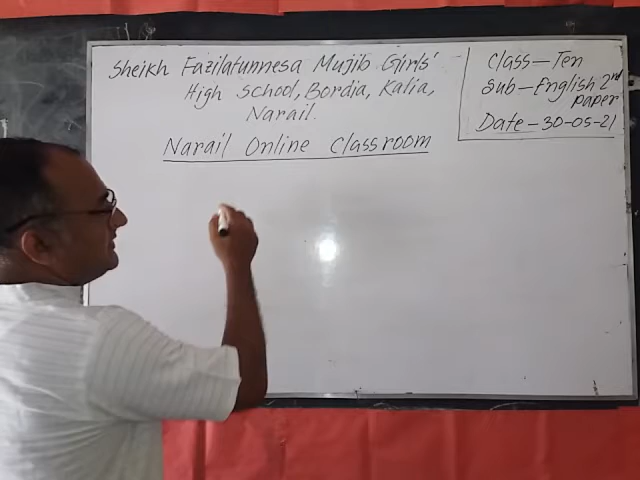 Sheikh Fazilatunnesa Mujib Girls'
High School, Bordia, Kalia,
Narail.
Narail Online Classroom
Class-Ten
Sub-English 2nd
paper
Date-30-05-21